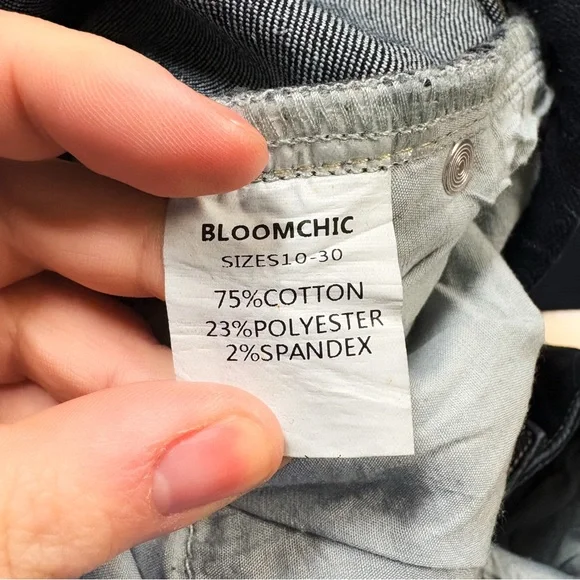 BLOOMCHIC
SIZES10-30
75%COTTON
23%POLYESTER
2%SPANDEX